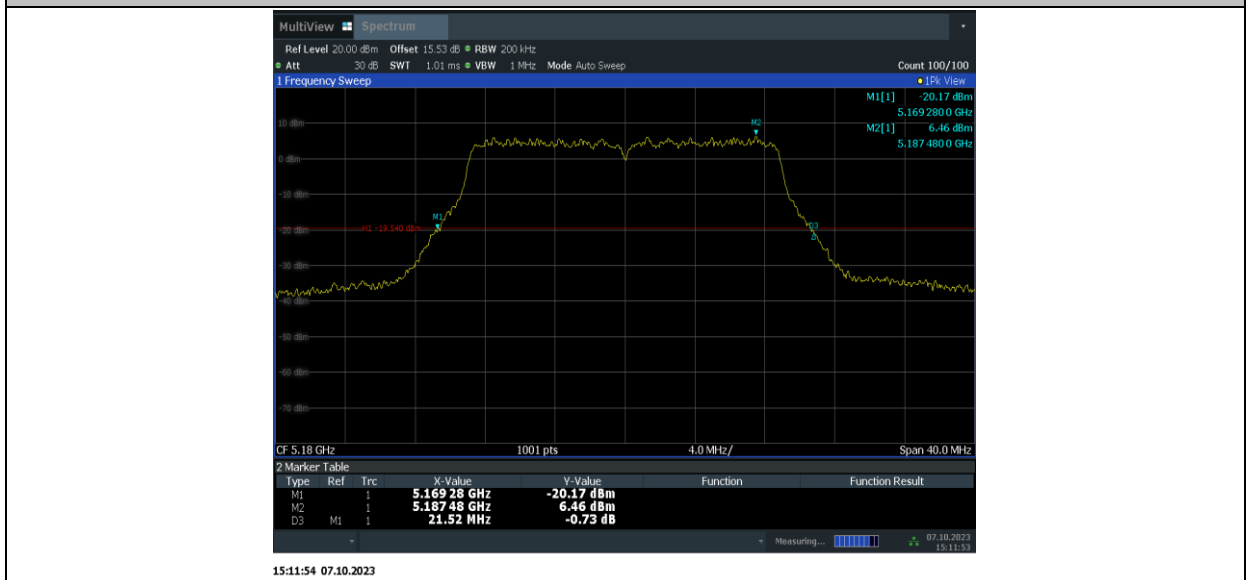 MultiView Spectrum
Ref Level 20.00 dBm Offset 15.53 dB RBW 200 kHz
Att 30 dB SWT 1.01 ms VBW 1 MHz Mode Auto Sweep Count 100/100
1 Frequency Sweep 1Pk View
M1[1] -20.17 dBm
5.169 280 0 GHz
10 dBm M2 M2[1] 6.46 dBm
5.187 480 0 GHz
0 dBm
-10 dBm
M1
-20 dBm H1 -19.540 dBm D3
-30 dBm
-40 dBm
-50 dBm
-60 dBm
-70 dBm
CF 5.18 GHz 1001 pts 4.0 MHz/ Span 40.0 MHz
2 Marker Table
Type Ref Trc X-Value Y-Value Function Function Result
M1 1 5.169 28 GHz -20.17 dBm
M2 1 5.187 48 GHz 6.46 dBm
D3 M1 1 21.52 MHz -0.73 dB
Measuring... 07.10.2023
15:11:53
15:11:54 07.10.2023